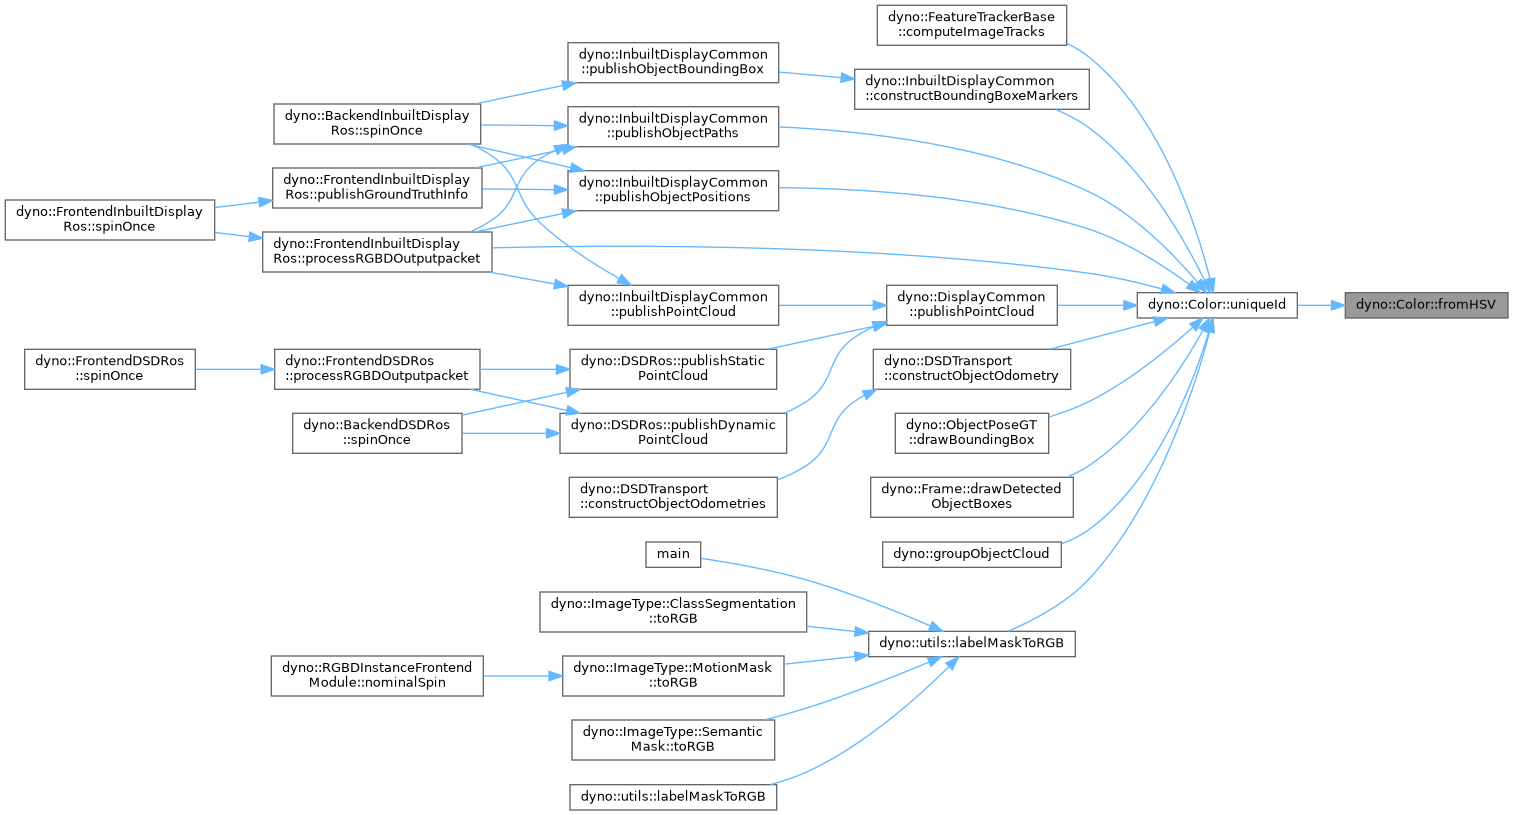 dyno::FeatureTrackerBase
::computeImageTracks
dyno::InbuiltDisplayCommon
::publishObjectBoundingBox
dyno::InbuiltDisplayCommon
::constructBoundingBoxeMarkers
dyno::BackendInbuiltDisplay
Ros::spinOnce
dyno::InbuiltDisplayCommon
::publishObjectPaths
dyno::FrontendInbuiltDisplay
Ros::publishGroundTruthInfo
dyno::InbuiltDisplayCommon
::publishObjectPositions
dyno::FrontendInbuiltDisplay
Ros::spinOnce
dyno::FrontendInbuiltDisplay
Ros::processRGBDOutputpacket
dyno::InbuiltDisplayCommon
::publishPointCloud
dyno::DisplayCommon
::publishPointCloud
dyno::Color::uniqueId
dyno::Color::fromHSV
dyno::FrontendDSDRos
::spinOnce
dyno::FrontendDSDRos
::processRGBDOutputpacket
dyno::DSDRos::publishStatic
PointCloud
dyno::DSDTransport
::constructObjectOdometry
dyno::BackendDSDRos
::spinOnce
dyno::DSDRos::publishDynamic
PointCloud
dyno::ObjectPoseGT
::drawBoundingBox
dyno::DSDTransport
::constructObjectOdometries
dyno::Frame::drawDetected
ObjectBoxes
main
dyno::groupObjectCloud
dyno::ImageType::ClassSegmentation
::toRGB
dyno::utils::labelMaskToRGB
dyno::RGBDInstanceFrontend
Module::nominalSpin
dyno::ImageType::MotionMask
::toRGB
dyno::ImageType::Semantic
Mask::toRGB
dyno::utils::labelMaskToRGB